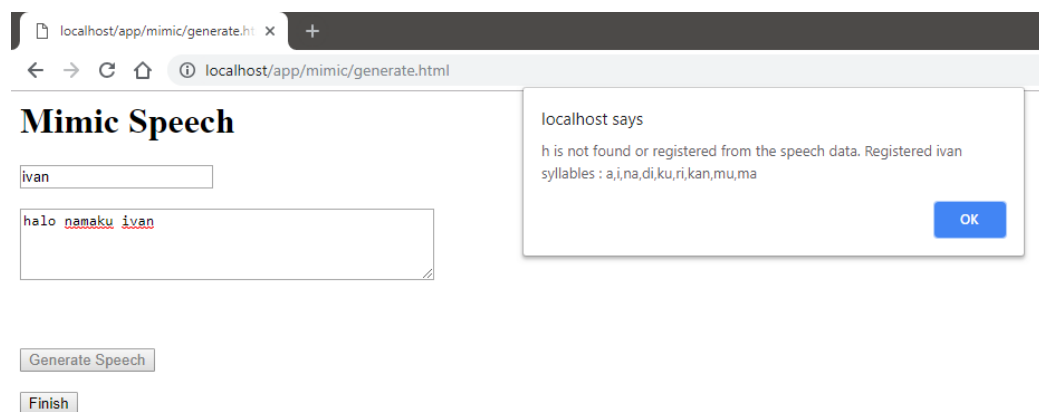 localhost/app/mimic/generate.ht
localhost/app/mimic/generate.html
Mimic Speech
ivan
halo namaku ivan
Generate Speech
Finish
localhost says
h is not found or registered from the speech data. Registered ivan
syllables : a,i,na,di,ku,ri,kan,mu,ma
OK